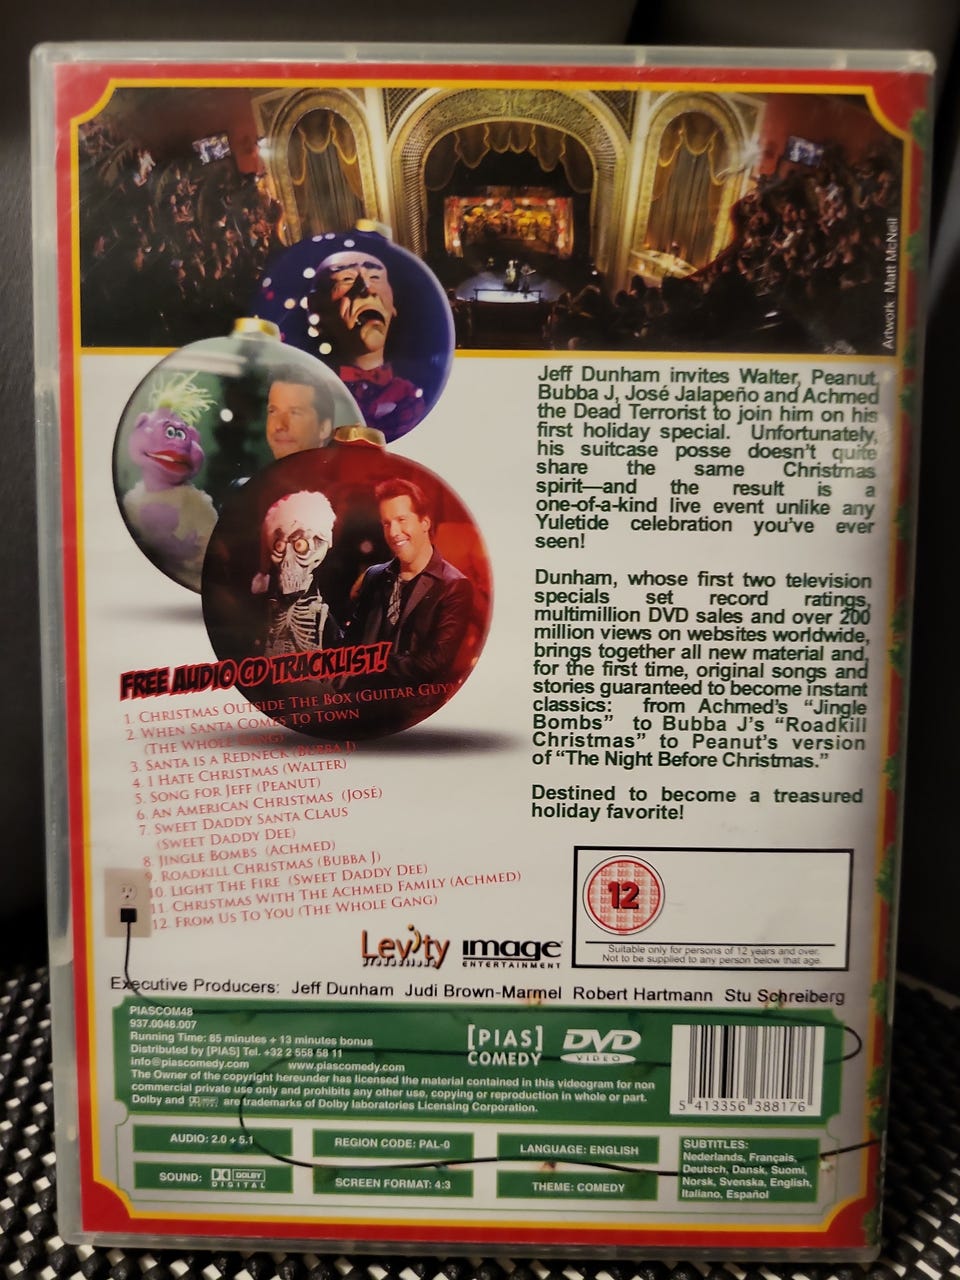 Artwork Matt McNeil
Jeff Dunham invites Walter, Peanut,
Bubba J, José Jalapeño and Achmed
the Dead Terrorist to join him on his
first holiday special. Unfortunately,
his suitcase posse doesn't quite
share the same Christmas
spirit—and the result is a
one-of-a-kind live event unlike any
Yuletide celebration you've ever
seen!
Dunham, whose first two television
specials set record ratings,
multimillion DVD sales and over 200
million views on websites worldwide,
brings together all new material and,
for the first time, original songs and
stories guaranteed to become instant
classics: from Achmed's "Jingle
Bombs" to Bubba J's "Roadkill
Christmas" to Peanut's version
of "The Night Before Christmas."
Destined to become a treasured
holiday favorite!
FREE AUDIO CD TRACKLIST!
1. CHRISTMAS OUTSIDE THE BOX (GUITAR GUY)
2. WHEN SANTA COMES TO TOWN
(THE WHOLE GANG)
3. SANTA IS A REDNECK (BUBBA J)
4. I HATE CHRISTMAS (WALTER)
5. SONG FOR JEFF (PEANUT)
6. AN AMERICAN CHRISTMAS (JOSÉ)
7. SWEET DADDY SANTA CLAUS
(SWEET DADDY DEE)
8. JINGLE BOMBS (ACHMED)
9. ROADKILL CHRISTMAS (BUBBA J)
10. LIGHT THE FIRE (SWEET DADDY DEE)
11. CHRISTMAS WITH THE ACHMED FAMILY (ACHMED)
12. FROM US TO YOU (THE WHOLE GANG)
12
Suitable only for persons of 12 years and over.
Not to be supplied to any person below that age.
Levity
image
ENTERTAINMENT
Executive Producers: Jeff Dunham Judi Brown-Marmel Robert Hartmann Stu Schreiberg
PIASCOM48
937.0048.007
Running Time: 85 minutes + 13 minutes bonus
Distributed by [PIAS] Tel. +32 2 558 58 11
info@piascomedy.com www.piascomedy.com
The Owner of the copyright hereunder has licensed the material contained in this videogram for non
commercial private use only and prohibits any other use, copying or reproduction in whole or part.
Dolby and are trademarks of Dolby laboratories Licensing Corporation.
[PIAS]
COMEDY
DVD
VIDEO
5 413356 388176
AUDIO: 2.0 + 5.1
REGION CODE: PAL-0
LANGUAGE: ENGLISH
SOUND: DOLBY
DIGITAL
SCREEN FORMAT: 4:3
THEME: COMEDY
SUBTITLES:
Nederlands, Français,
Deutsch, Dansk, Suomi,
Norsk, Svenska, English,
Italiano, Español